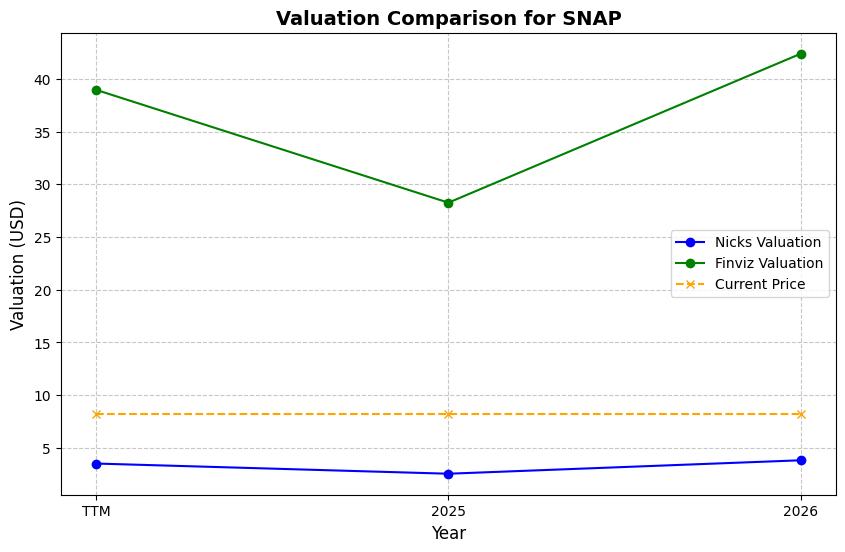 Valuation Comparison for SNAP
Valuation (USD)
40
35
30
25
20
15
10
5
Nicks Valuation
Finviz Valuation
Current Price
TTM
2025
2026
Year